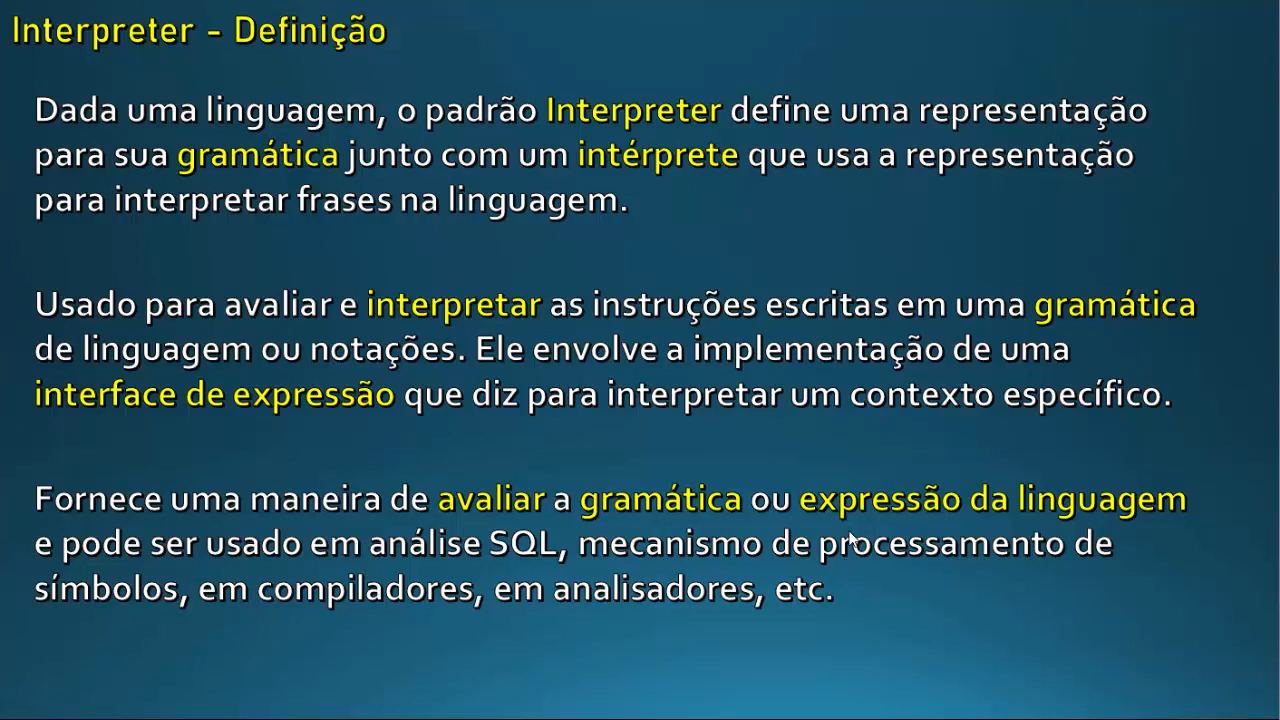 Interpreter - Definição
Dada uma linguagem, o padrão Interpreter define uma representação
para sua gramática junto com um intérprete que usa a representação
para interpretar frases na linguagem.
Usado para avaliar e interpretar as instruções escritas em uma gramática
de linguagem ou notações. Ele envolve a implementação de uma
interface de expressão que diz para interpretar um contexto específico.
Fornece uma maneira de avaliar a gramática ou expressão da linguagem
e pode ser usado em análise SQL, mecanismo de processamento de
símbolos, em compiladores, em analisadores, etc.